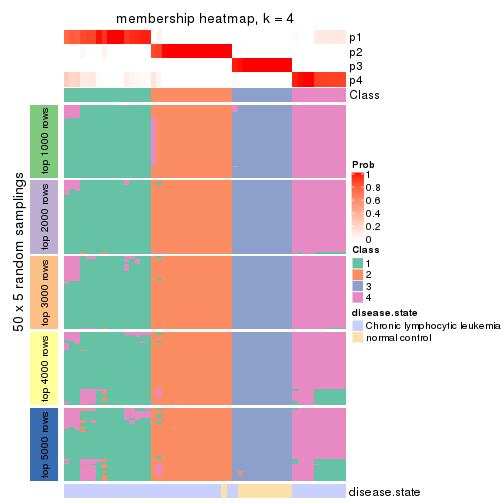 membership heatmap, k = 4
p1
p2
p3
p4
Class
50 x 5 random samplings
top 1000 rows
top 2000 rows
top 3000 rows
top 4000 rows
top 5000 rows
Prob
1
0.8
0.6
0.4
0.2
0
Class
1
2
3
4
disease.state
Chronic lymphocytic leukemia
normal control
disease.state